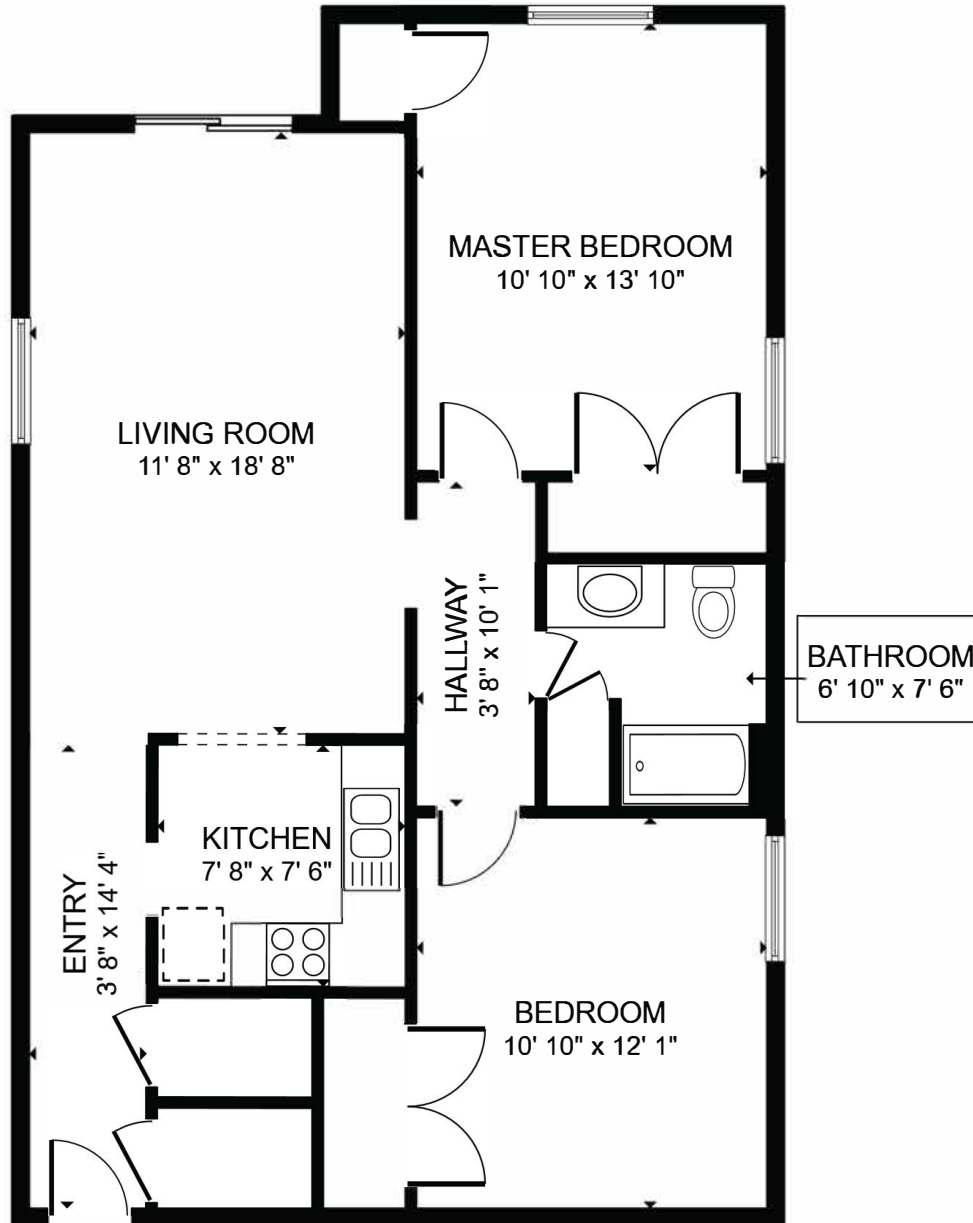 MASTER BEDROOM
10' 10" x 13' 10"
LIVING ROOM
11' 8" x 18' 8"
HALLWAY
3' 8" x 10' 1"
BATHROOM
6' 10" x 7' 6"
KITCHEN
7' 8" x 7' 6"
ENTRY
3' 8" x 14' 4"
BEDROOM
10' 10" x 12' 1"